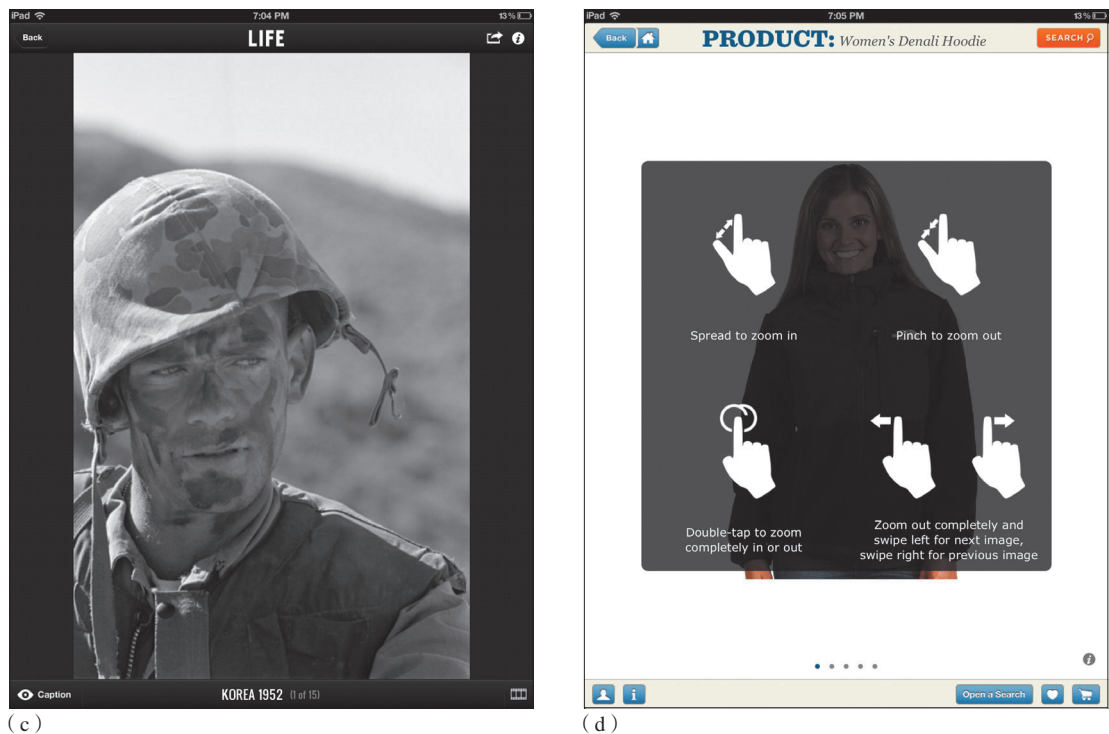 iPad 7:04 PM 13%
Back LIFE
Caption KOREA 1952 (1 of 15)
(c)
iPad 7:05 PM 13%
Back PRODUCT: Women's Denali Hoodie SEARCH
Spread to zoom in
Pinch to zoom out
Double-tap to zoom
completely in or out
Zoom out completely and
swipe left for next image,
swipe right for previous image
Open a Search
(d)